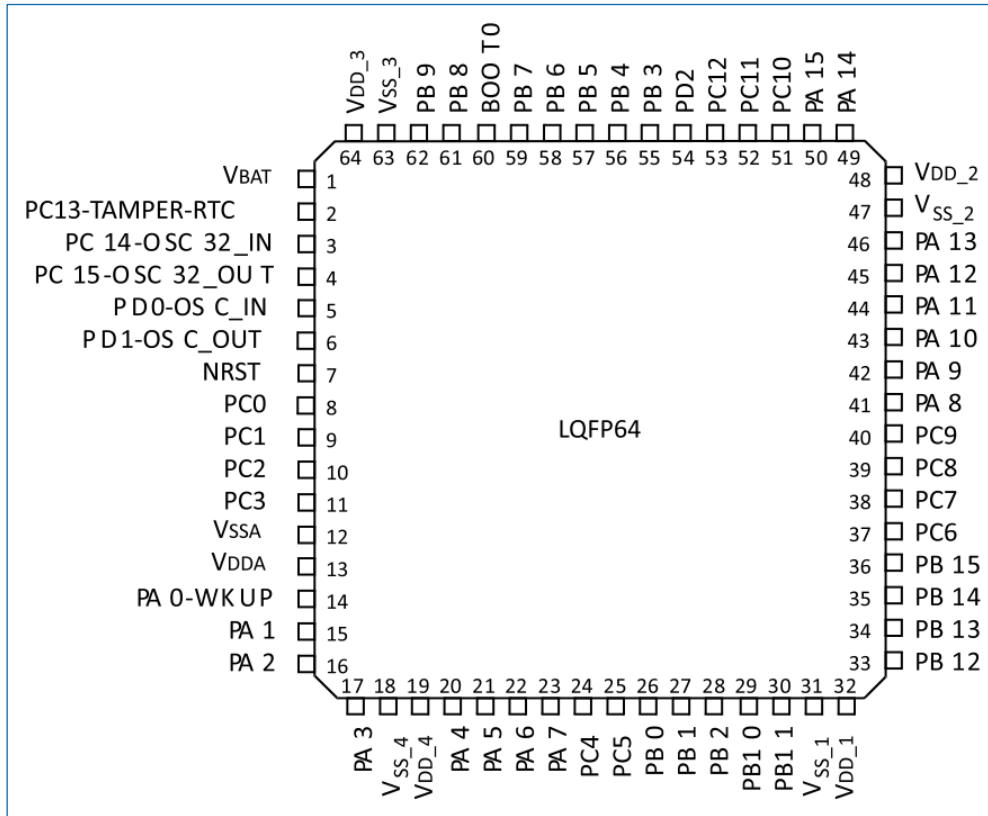 VDD_3
VSS_3
PB 9
PB 8
BOO T0
PB 7
PB 6
PB 5
PB 4
PB 3
PD2
PC12
PC11
PC10
PA 15
PA 14
64 63 62 61 60 59 58 57 56 55 54 53 52 51 50 49
VBAT 1
PC13-TAMPER-RTC 2
PC 14-O SC 32_IN 3
PC 15-O SC 32_OU T 4
P D0-OS C_IN 5
P D1-OS C_OUT 6
NRST 7
PC0 8
PC1 9
PC2 10
PC3 11
VSSA 12
VDDA 13
PA 0-WK UP 14
PA 1 15
PA 2 16
LQFP64
48 VDD_2
47 VSS_2
46 PA 13
45 PA 12
44 PA 11
43 PA 10
42 PA 9
41 PA 8
40 PC9
39 PC8
38 PC7
37 PC6
36 PB 15
35 PB 14
34 PB 13
33 PB 12
17 18 19 20 21 22 23 24 25 26 27 28 29 30 31 32
PA 3
VSS_4
VDD_4
PA 4
PA 5
PA 6
PA 7
PC4
PC5
PB 0
PB 1
PB 2
PB1 0
PB1 1
VSS_1
VDD_1